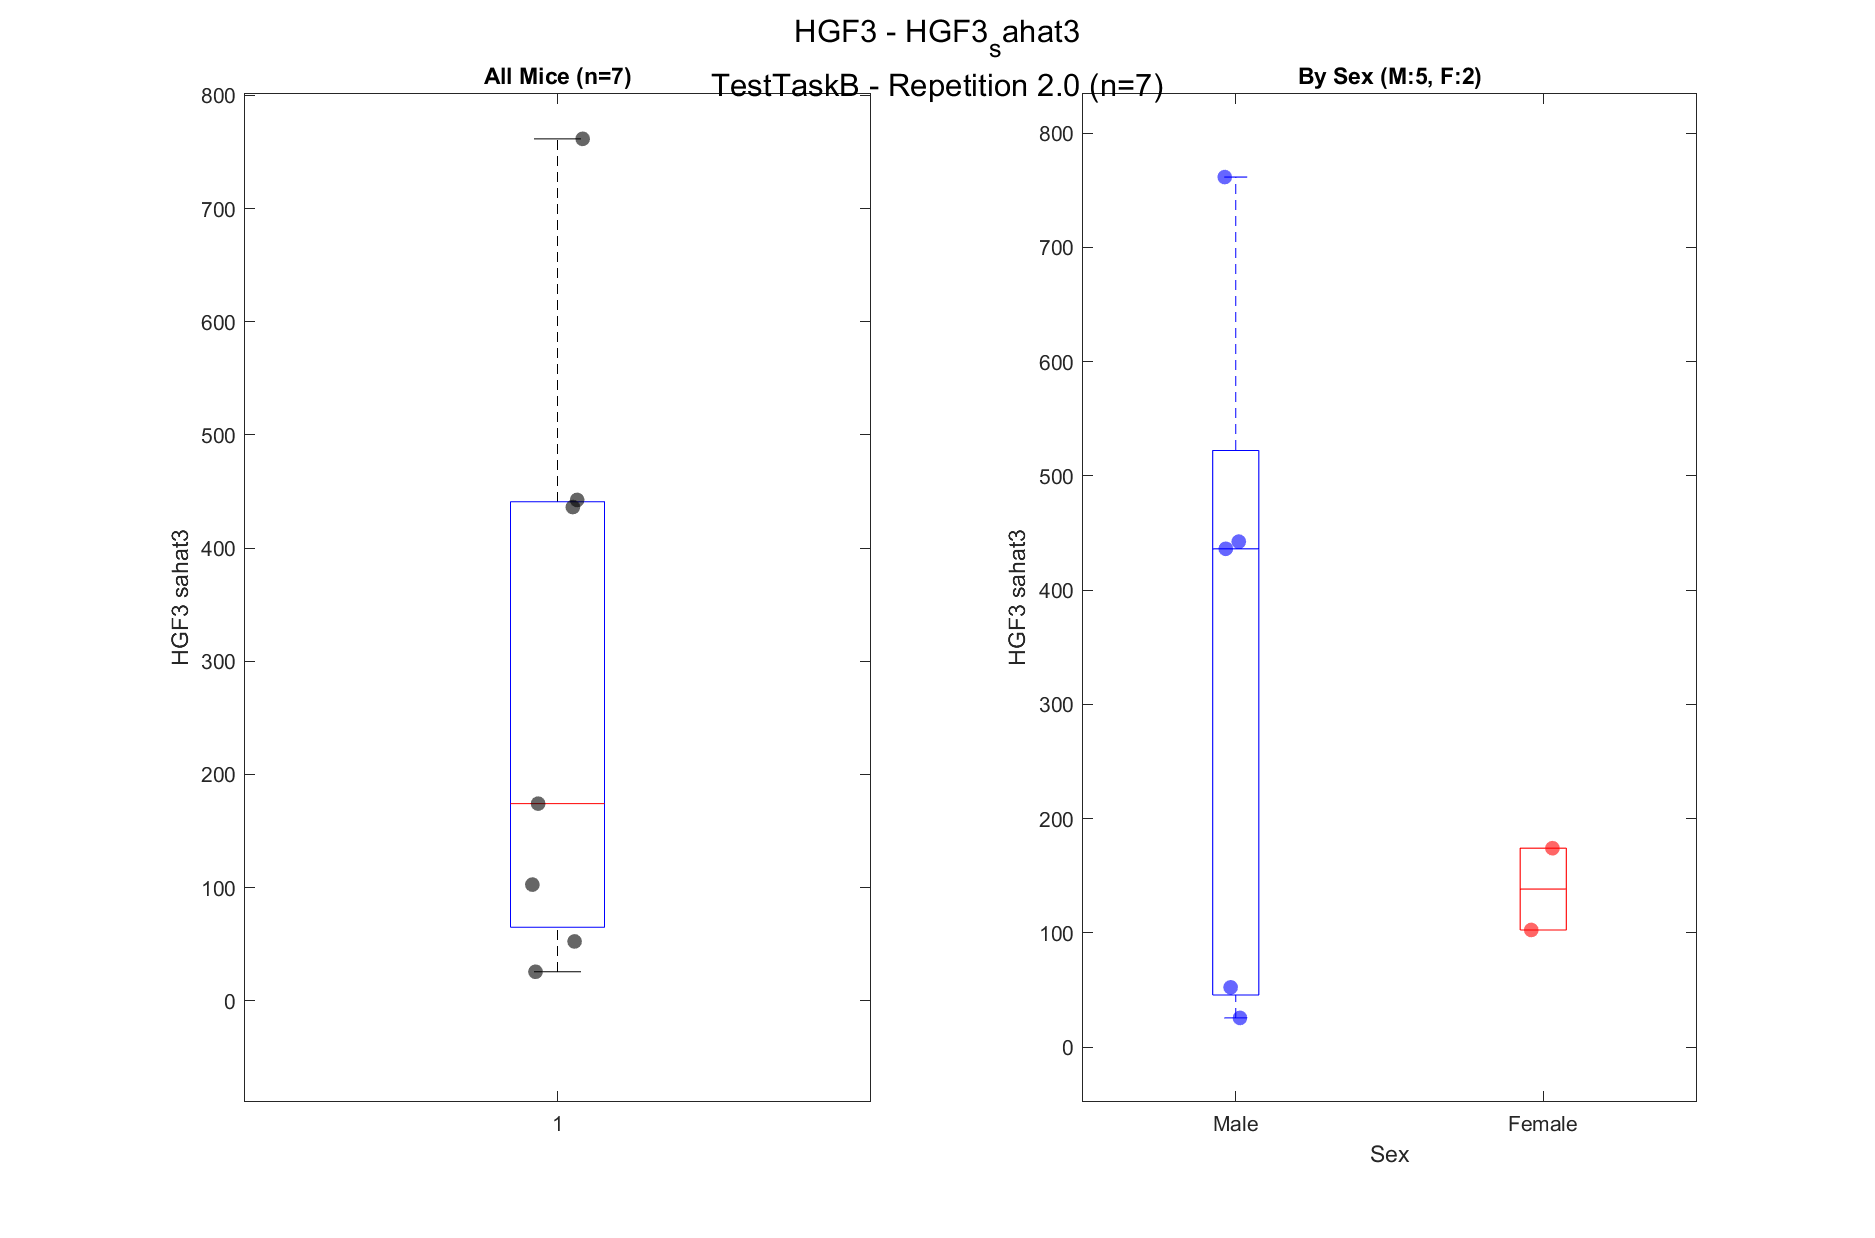 HGF3 - HGF3sahat3
TestTaskB - Repetition 2.0 (n=7)
All Mice (n=7)
800
700
600
500
400
300
200
100
0
HGF3 sahat3
1
By Sex (M:5, F:2)
800
700
600
500
400
300
200
100
0
HGF3 sahat3
Male Female
Sex